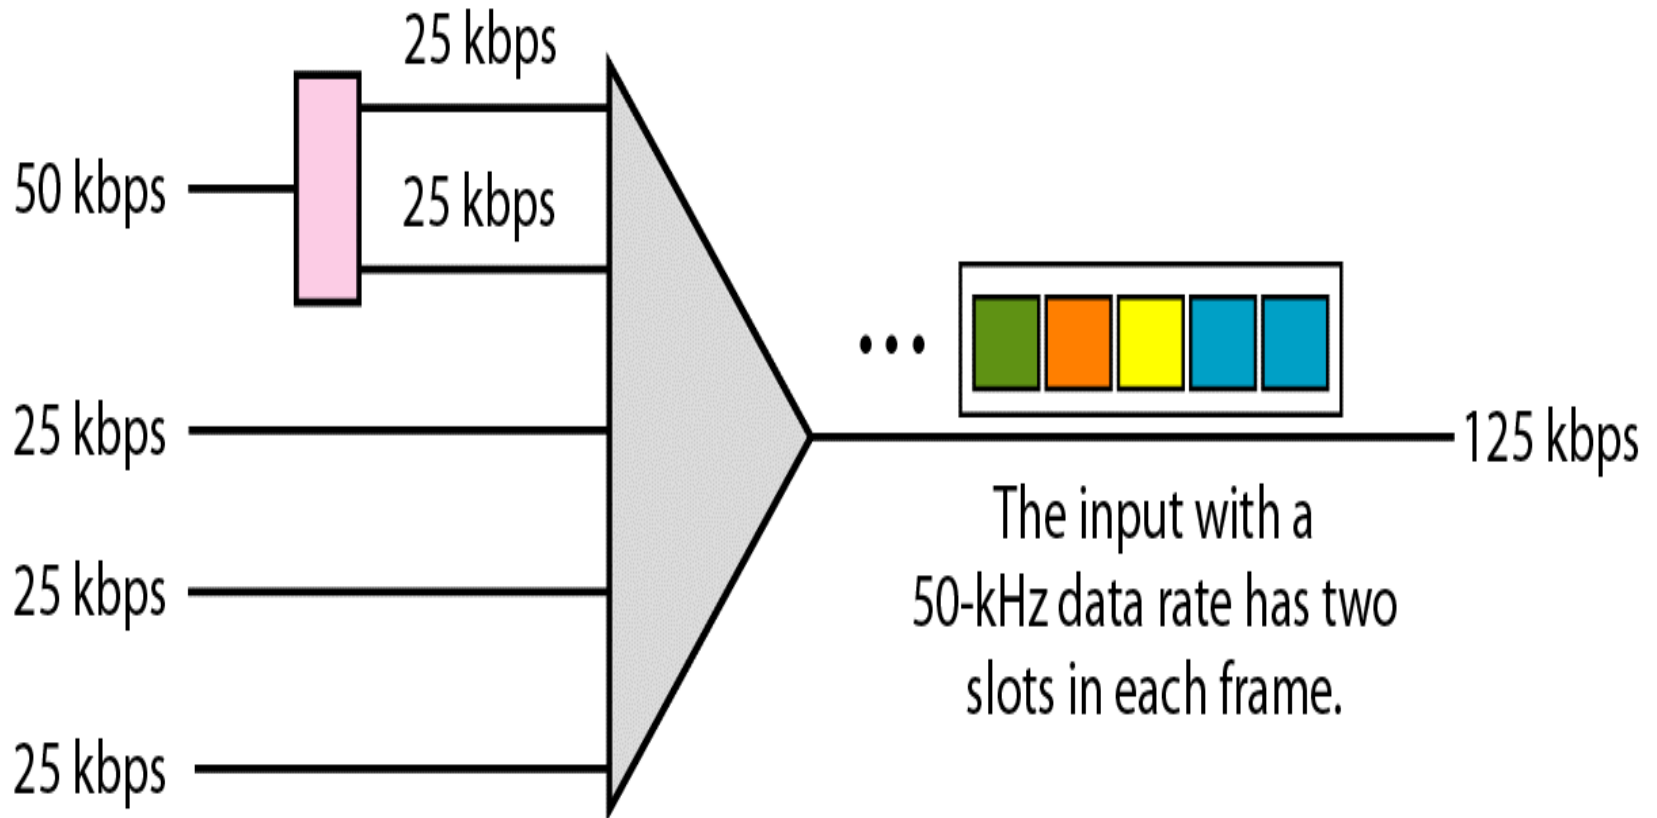 25 kbps
50 kbps
25 kbps
25 kbps
125 kbps
The input with a
50-kHz data rate has two
slots in each frame.
25 kbps
25 kbps